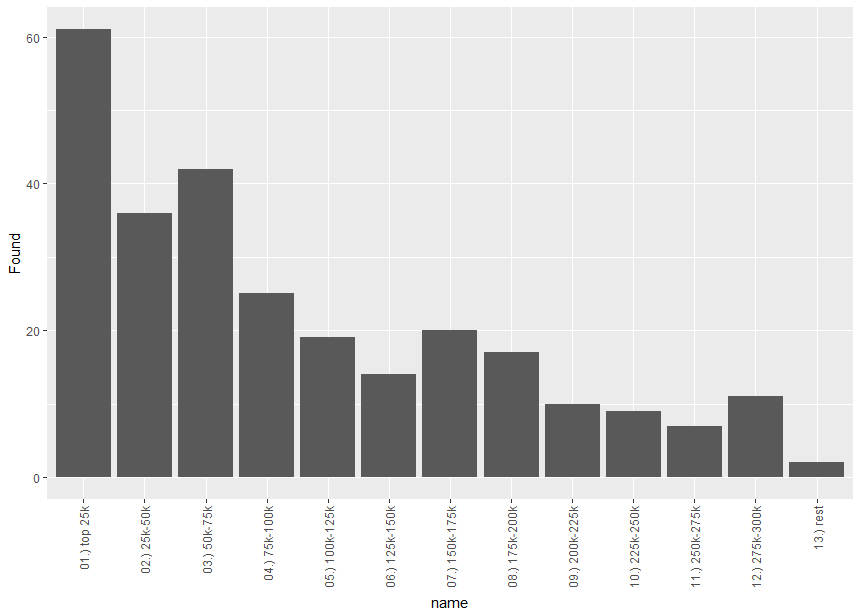 60
40
20
0
Found
01.) top 25k
02.) 25k-50k
03.) 50k-75k
04.) 75k-100k
05.) 100k-125k
06.) 125k-150k
07.) 150k-175k
08.) 175k-200k
09.) 200k-225k
10.) 225k-250k
11.) 250k-275k
12.) 275k-300k
13.) rest
name